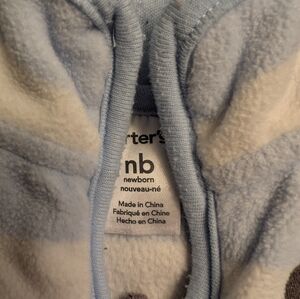 rter's
nb
newborn
nouveau-né
Made in China
Fabriqué en Chine
Hecho en China